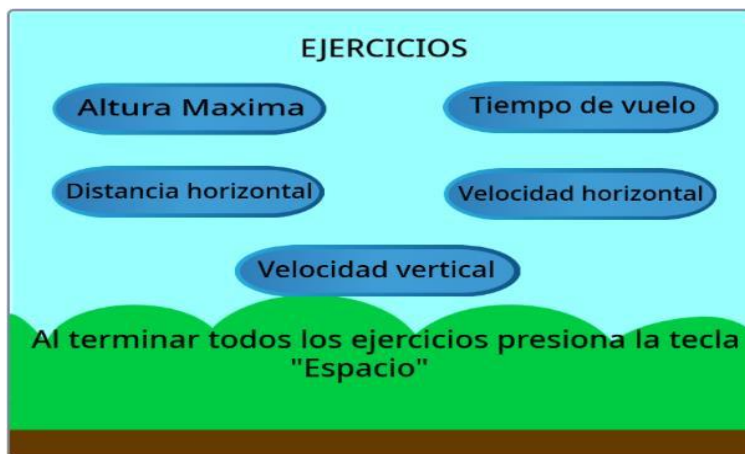 EJERCICIOS
Altura Maxima
Tiempo de vuelo
Distancia horizontal
Velocidad horizontal
Velocidad vertical
Al terminar todos los ejercicios presiona la tecla
"Espacio"